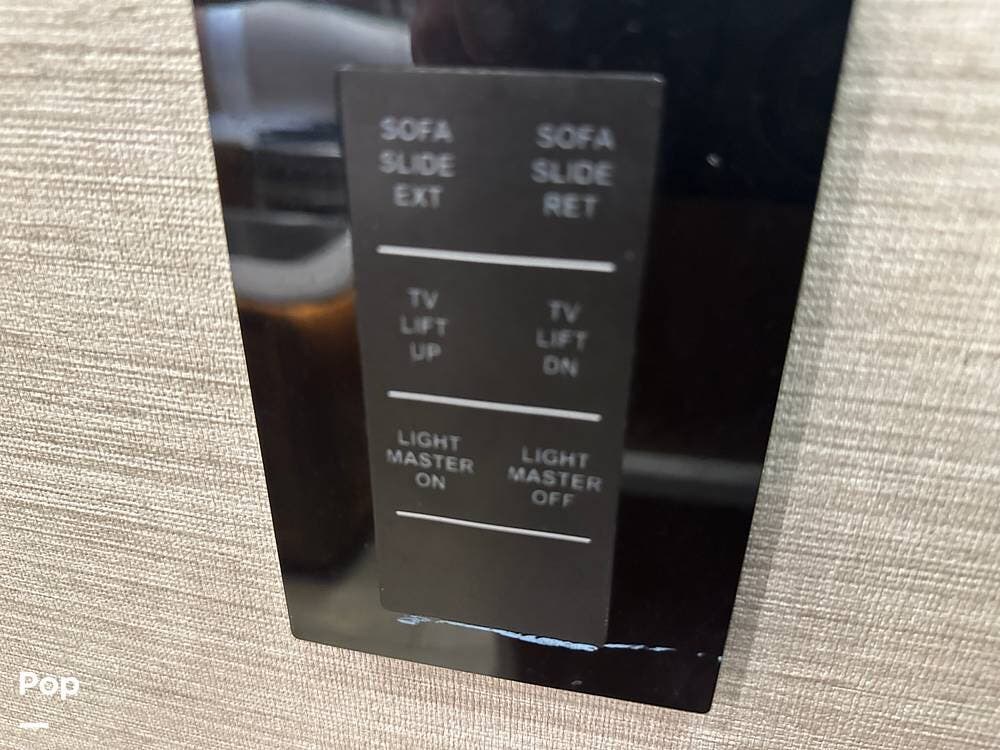 SOFA
SLIDE
EXT
SOFA
SLIDE
RET
TV
LIFT
UP
TV
LIFT
DN
LIGHT
MASTER
ON
LIGHT
MASTER
OFF
Pop